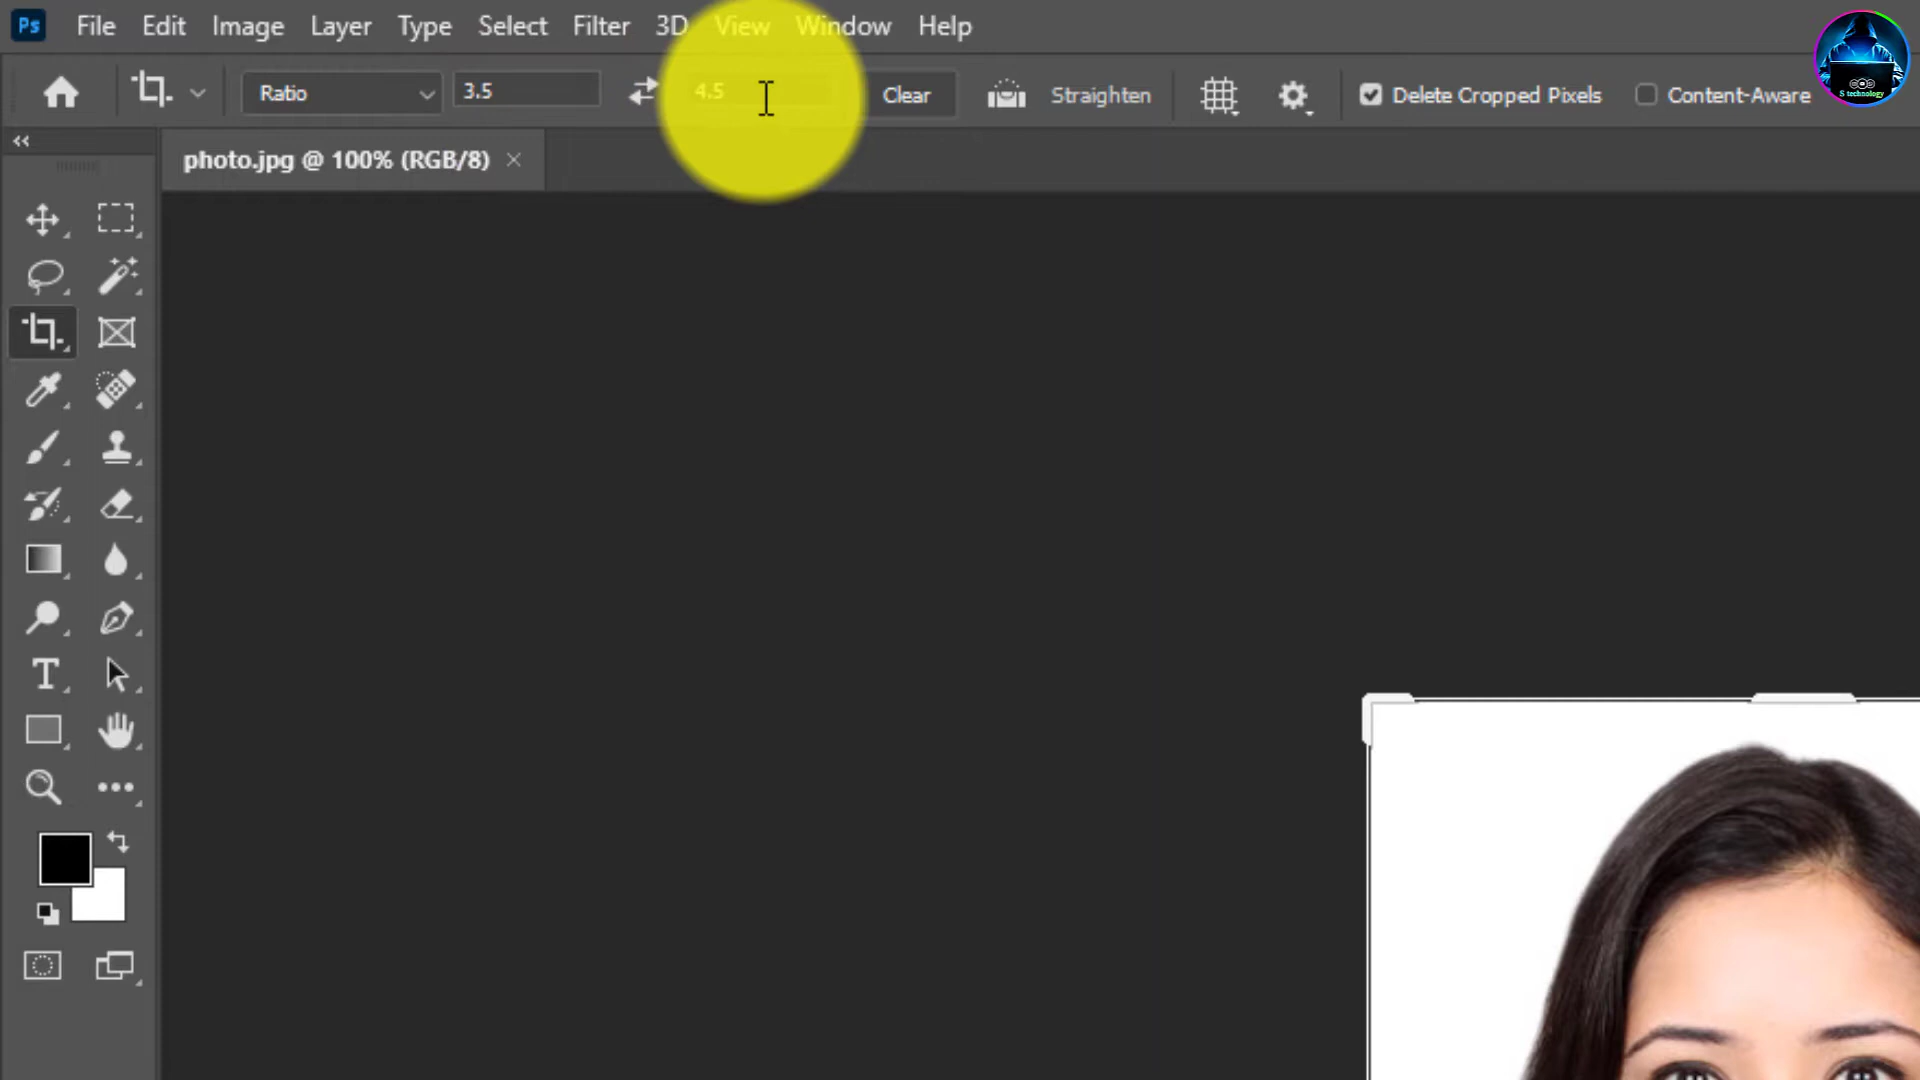 Ps File Edit Image Layer Type Select Filter 3D View Window Help
Ratio 3.5 4.5 Clear Straighten Delete Cropped Pixels Content-Aware
S technology
photo.jpg @ 100% (RGB/8)
T